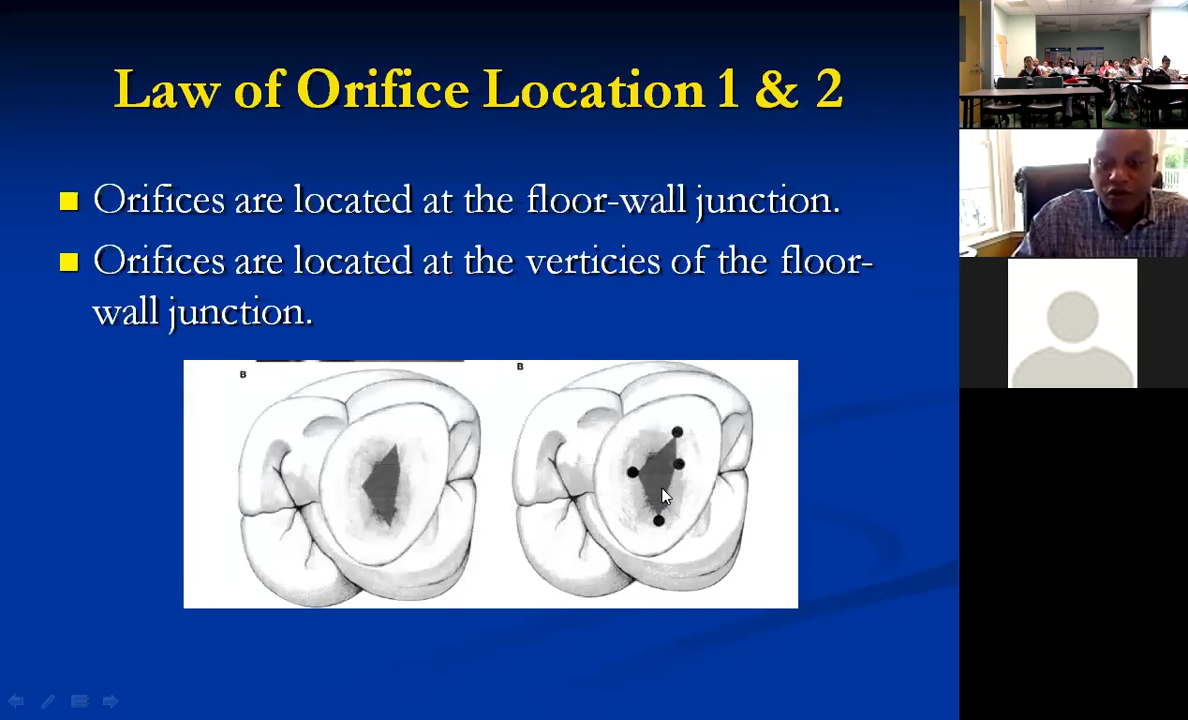 Law of Orifice Location 1 & 2
Orifices are located at the floor-wall junction.
Orifices are located at the verticies of the floor-
wall junction.
B
B